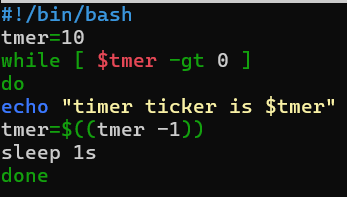 #!/bin/bash
tmer=10
while [ $tmer -gt 0 ]
do
echo "timer ticker is $tmer"
tmer=$((tmer -1))
sleep 1s
done